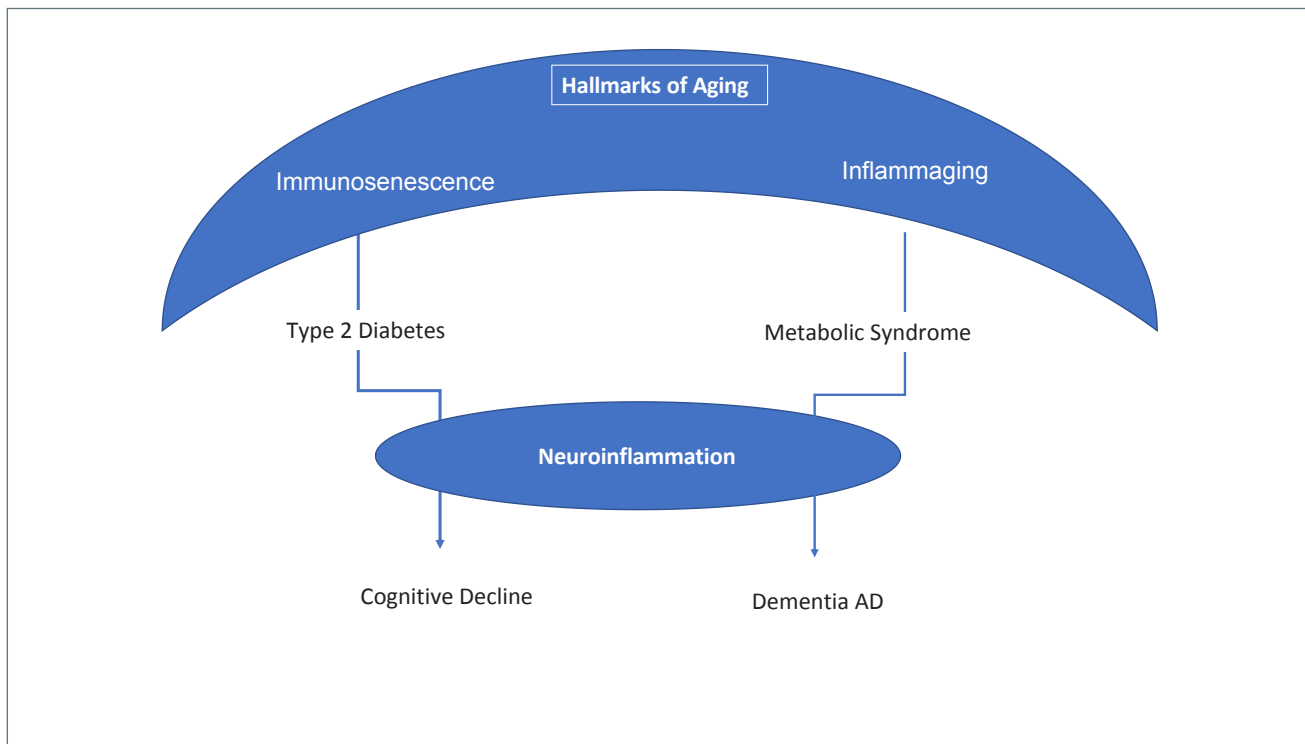 Hallmarks of Aging
Immunosenescence
Inflammaging
Type 2 Diabetes
Metabolic Syndrome
Neuroinflammation
Cognitive Decline
Dementia AD